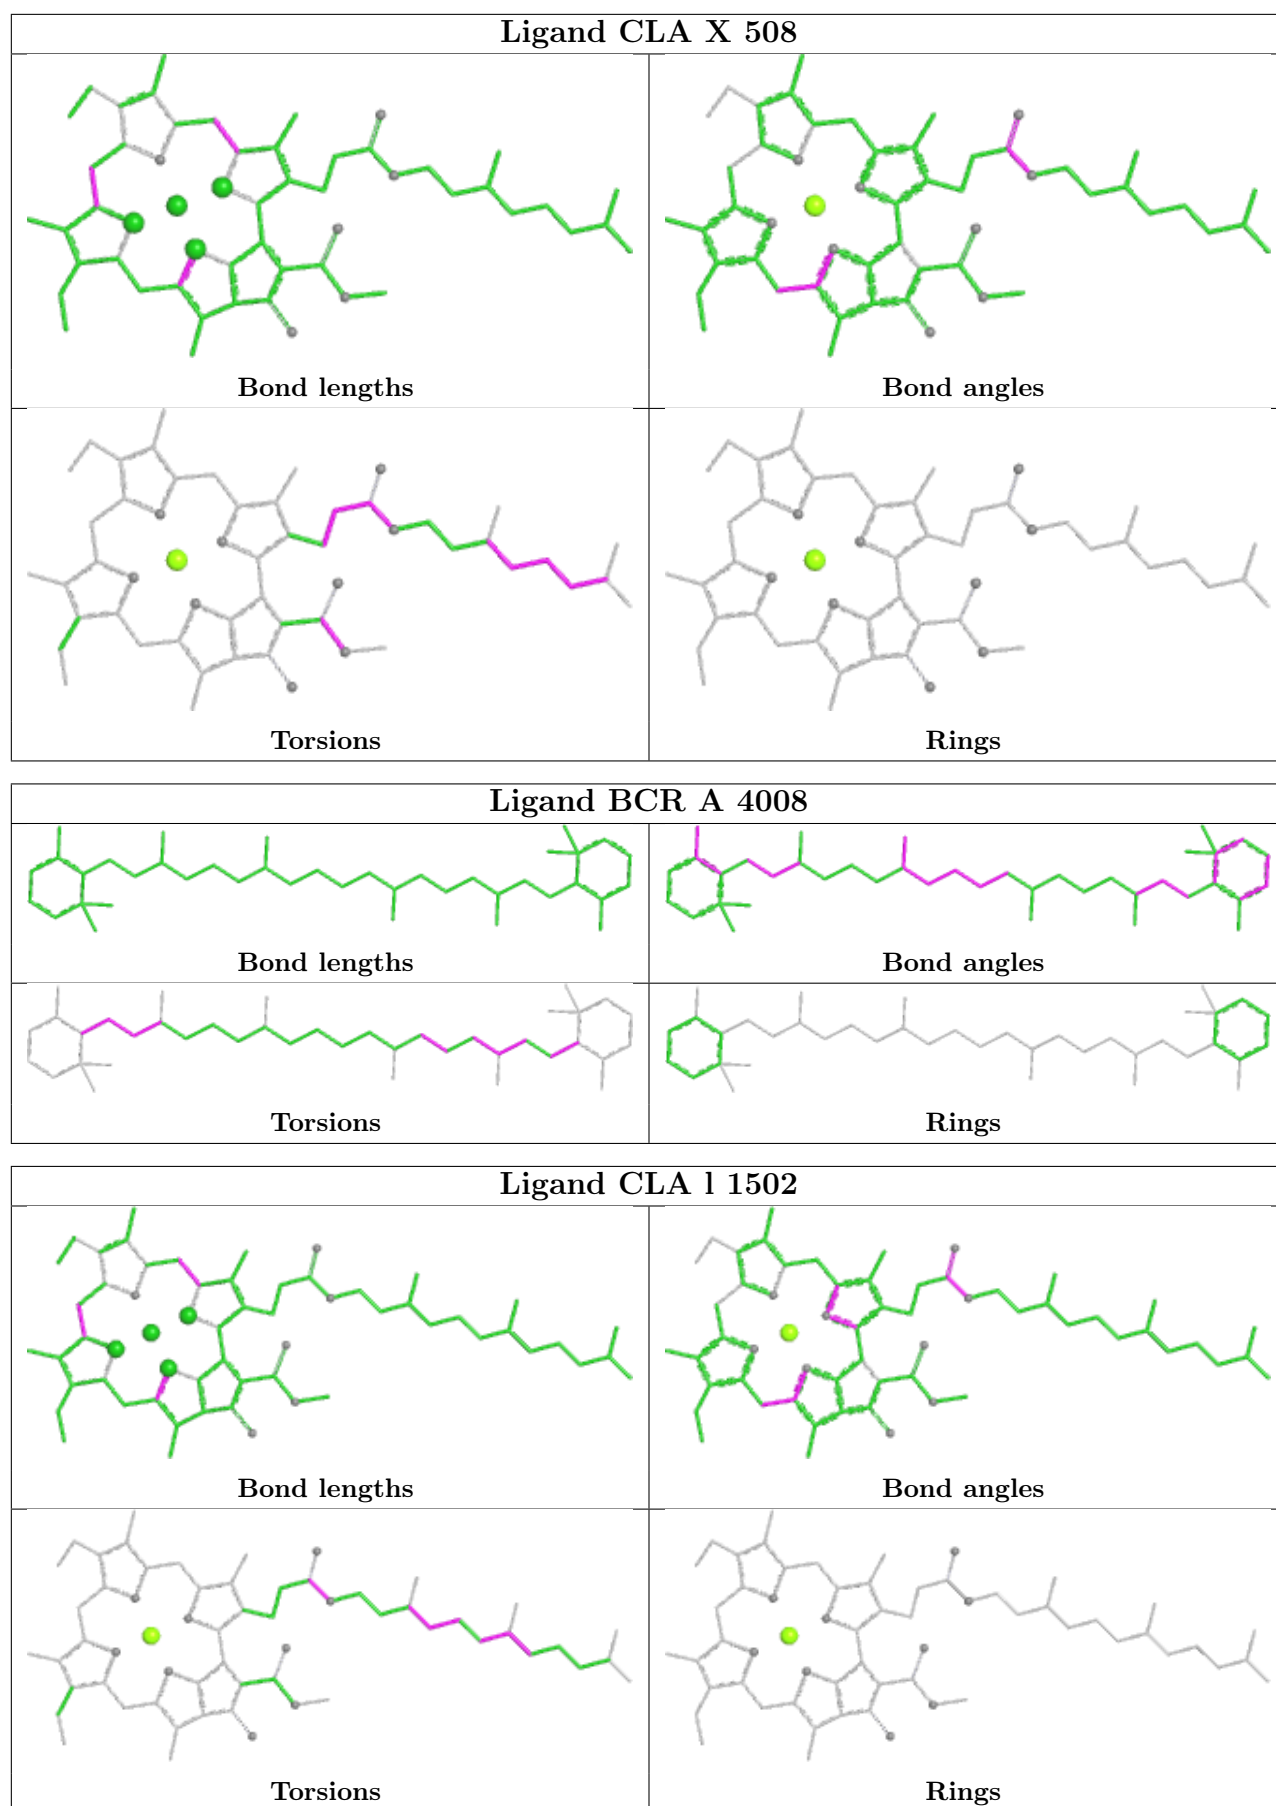 Ligand CLA X 508
Bond lengths
Bond angles
Torsions
Rings
Ligand BCR A 4008
Bond lengths
Bond angles
Torsions
Rings
Ligand CLA l 1502
Bond lengths
Bond angles
Torsions
Rings